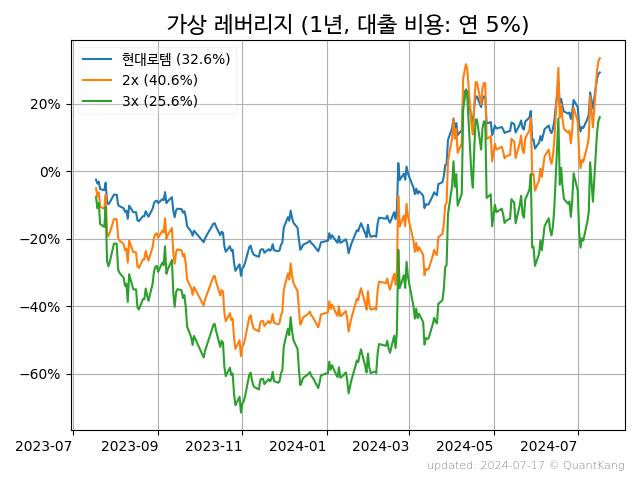 가상 레버리지 (1년, 대출 비용: 연 5%)
현대로템 (32.6%)
2x (40.6%)
3x (25.6%)
20%
0%
−20%
−40%
−60%
2023-07 2023-09 2023-11 2024-01 2024-03 2024-05 2024-07
updated: 2024-07-17 © QuantKang